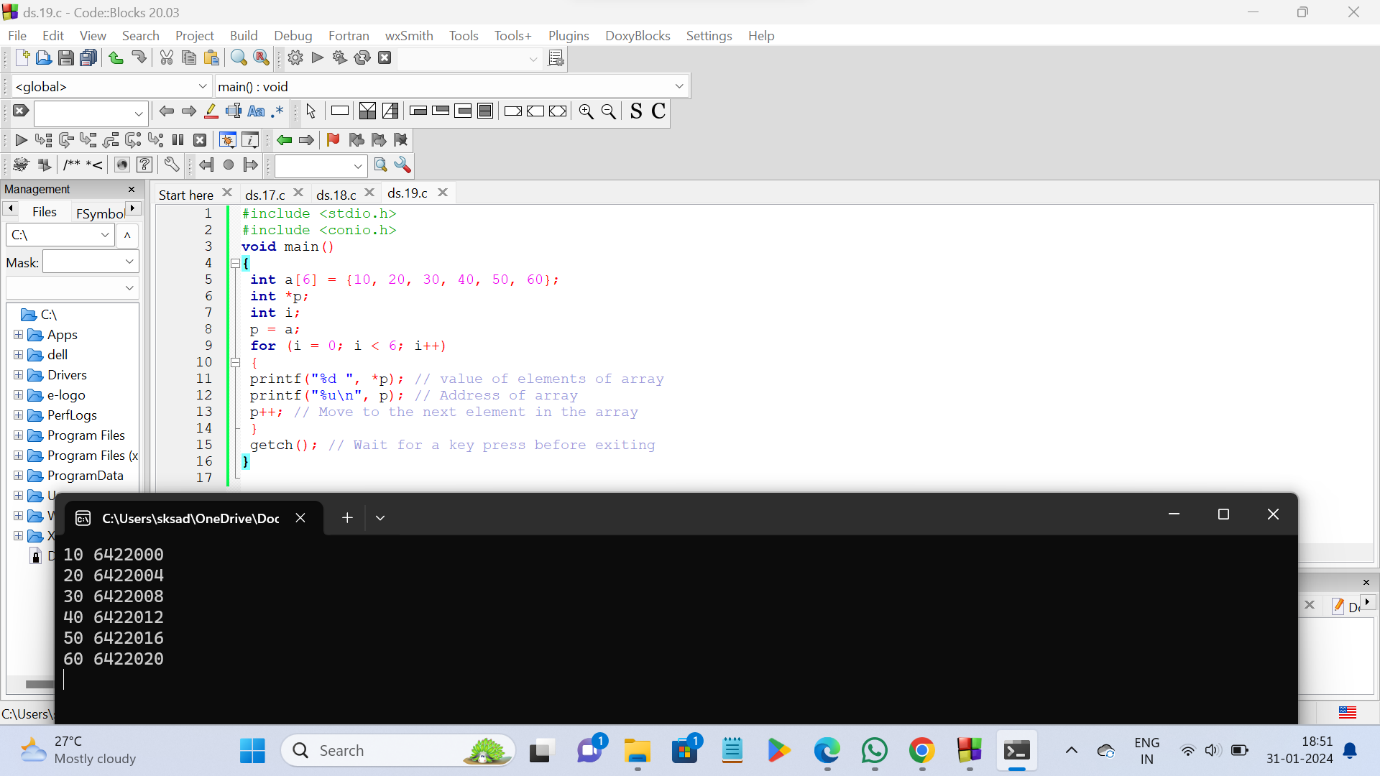 ds.19.c - Code::Blocks 20.03
File Edit View Search Project Build Debug Fortran wxSmith Tools Tools+ Plugins DoxyBlocks Settings Help
<global> main() : void
Aa .* S C
/** *<
Management
Files FSymbol
C:\
Mask:
C:\
Apps
dell
Drivers
e-logo
PerfLogs
Program Files
Program Files (x
ProgramData
Start here ds.17.c ds.18.c ds.19.c
1 #include <stdio.h>
2 #include <conio.h>
3 void main()
4 {
5 int a[6] = {10, 20, 30, 40, 50, 60};
6 int *p;
7 int i;
8 p = a;
9 for (i = 0; i < 6; i++)
10 {
11 printf("%d ", *p); // value of elements of array
12 printf("%u\n", p); // Address of array
13 p++; // Move to the next element in the array
14 }
15 getch(); // Wait for a key press before exiting
16 }
17
C:\Users\sksad\OneDrive\Doc
10 6422000
20 6422004
30 6422008
40 6422012
50 6422016
60 6422020
C:\Users\
27°C
Mostly cloudy
Search
1
1
ENG
IN
18:51
31-01-2024